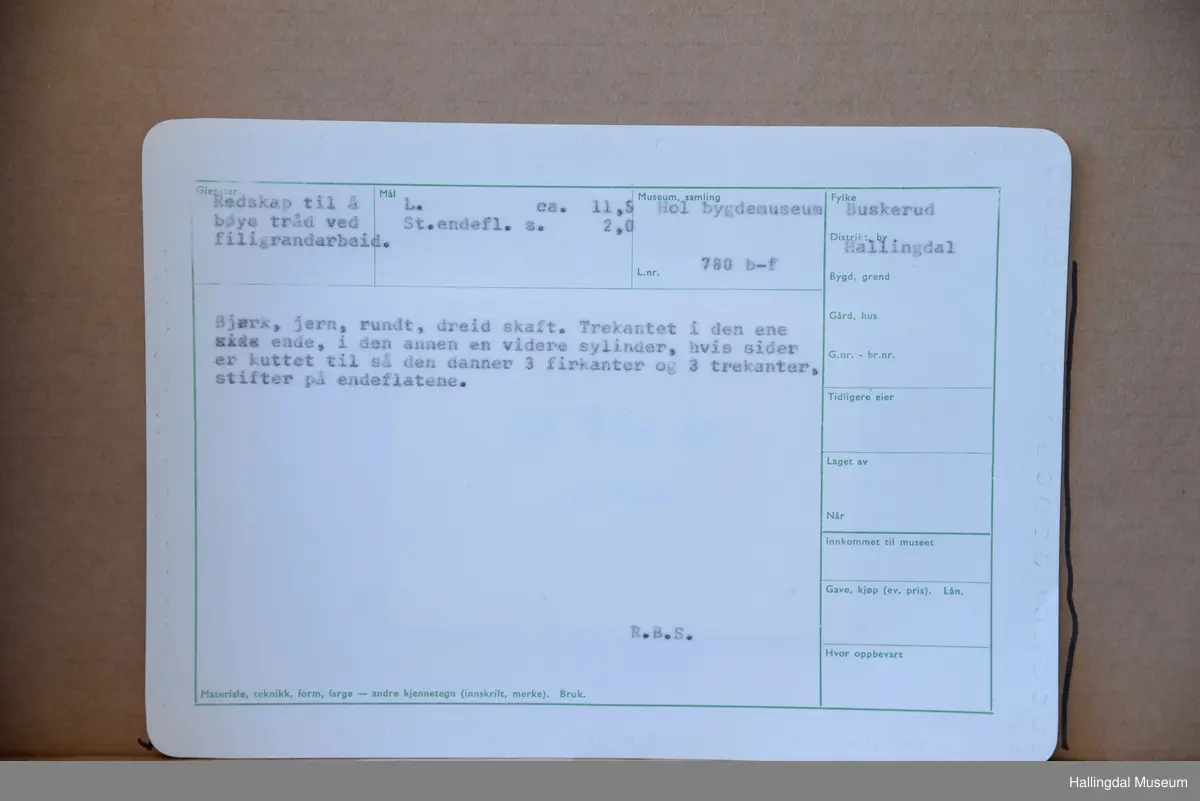 Gjenstan
Redskap til å
bøye tråd ved
filigrandarbeid.
Mål
L. ca. 11,5
St.endefl. s. 2,0
Museum, samling
Hol bygdemuseum
L.nr. 780 b-f
Fylke
Buskerud
Distrikt, by
Hallingdal
Bygd, grend
Gård, hus
G.nr. - br.nr.
Tidligere eier
Laget av
Når
Innkommet til museet
Gave, kjøp (ev. pris). Lån.
Hvor oppbevart
Bjørk, jern, rundt, dreid skaft. Trekantet i den ene
ende, i den annen en videre sylinder, hvis sider
er kuttet til så den danner 3 firkanter og 3 trekanter,
stifter på endeflatene.
R.B.S.
Materiale, teknikk, form, farge — andre kjennetegn (innskrift, merke). Bruk.
Hallingdal Museum